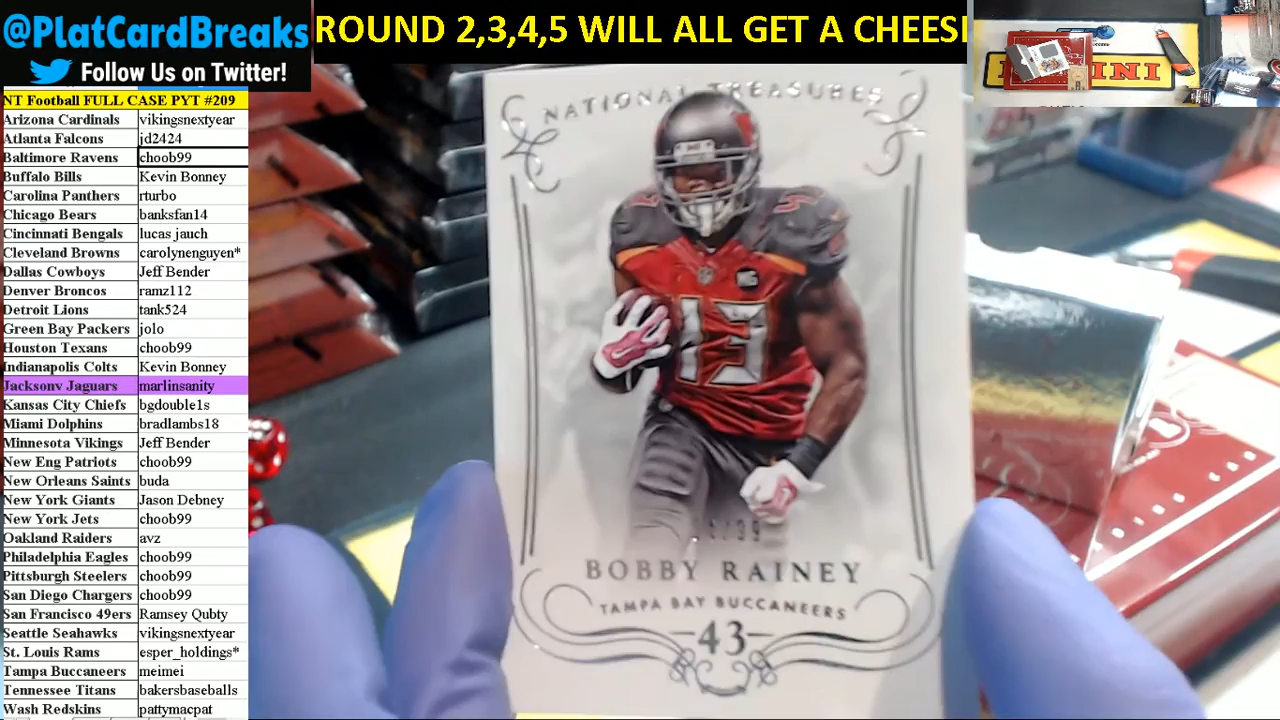 @PlatCardBreaks
Follow Us on Twitter!
ROUND 2,3,4,5 WILL ALL GET A CHEESI
NT Football FULL CASE PYT #209
Arizona Cardinals vikingsnextyear
Atlanta Falcons jd2424
Baltimore Ravens choob99
Buffalo Bills Kevin Bonney
Carolina Panthers rturbo
Chicago Bears banksfan14
Cincinnati Bengals lucas jauch
Cleveland Browns carolynenguyen*
Dallas Cowboys Jeff Bender
Denver Broncos ramz112
Detroit Lions tank524
Green Bay Packers jolo
Houston Texans choob99
Indianapolis Colts Kevin Bonney
Jacksonv Jaguars marlinsanity
Kansas City Chiefs bgdouble1s
Miami Dolphins bradlambs18
Minnesota Vikings Jeff Bender
New Eng Patriots choob99
New Orleans Saints buda
New York Giants Jason Debney
New York Jets choob99
Oakland Raiders avz
Philadelphia Eagles choob99
Pittsburgh Steelers choob99
San Diego Chargers choob99
San Francisco 49ers Ramsey Qubty
Seattle Seahawks vikingsnextyear
St. Louis Rams esper_holdings*
Tampa Buccaneers meimei
Tennessee Titans bakersbaseballs
Wash Redskins pattymacpat
NATIONAL TREASURES
43
BOBBY RAINEY
TAMPA BAY BUCCANEERS
43